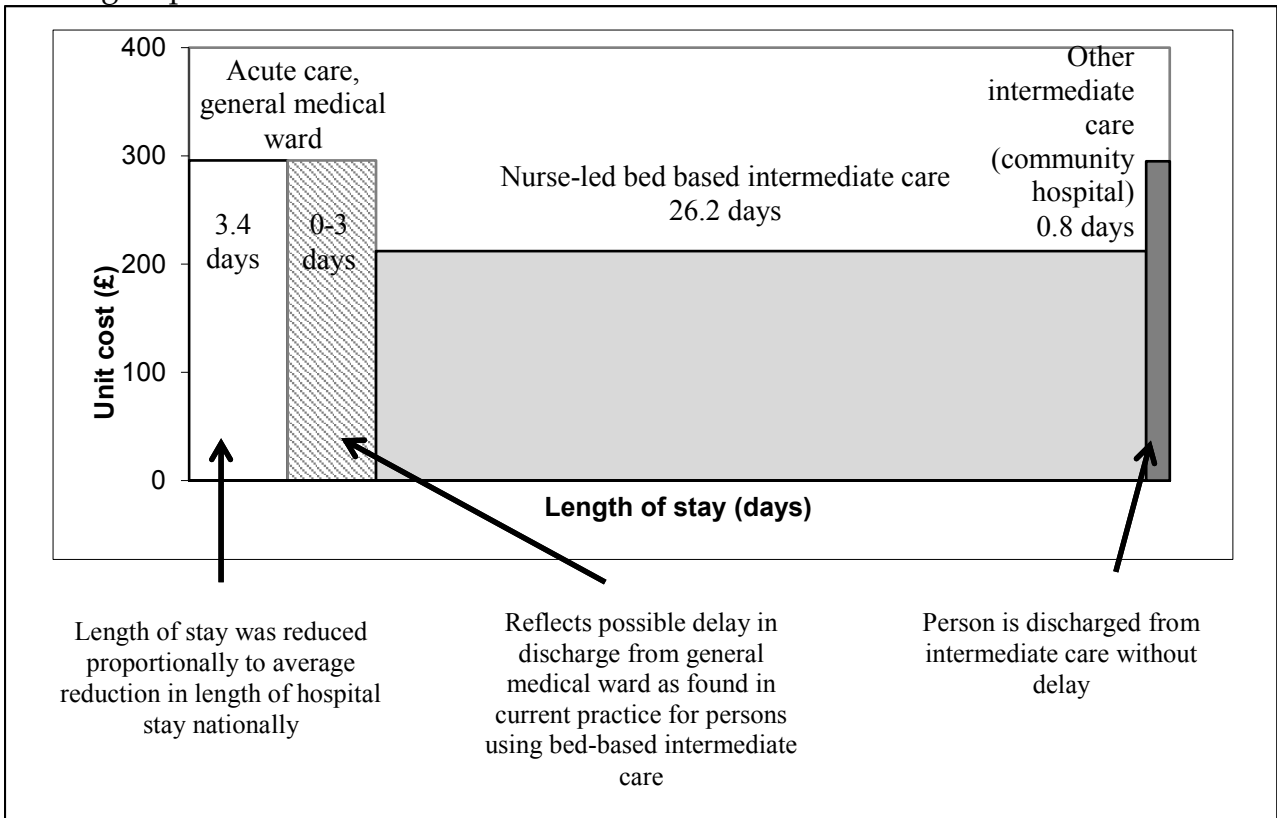 400
300
200
100
0
Unit cost (£)
Acute care,
general medical
ward
3.4
days
0-3
days
Nurse-led bed based intermediate care
26.2 days
Other
intermediate
care
(community
hospital)
0.8 days
Length of stay (days)
Length of stay was reduced
proportionally to average
reduction in length of hospital
stay nationally
Reflects possible delay in
discharge from general
medical ward as found in
current practice for persons
using bed-based intermediate
care
Person is discharged from
intermediate care without
delay